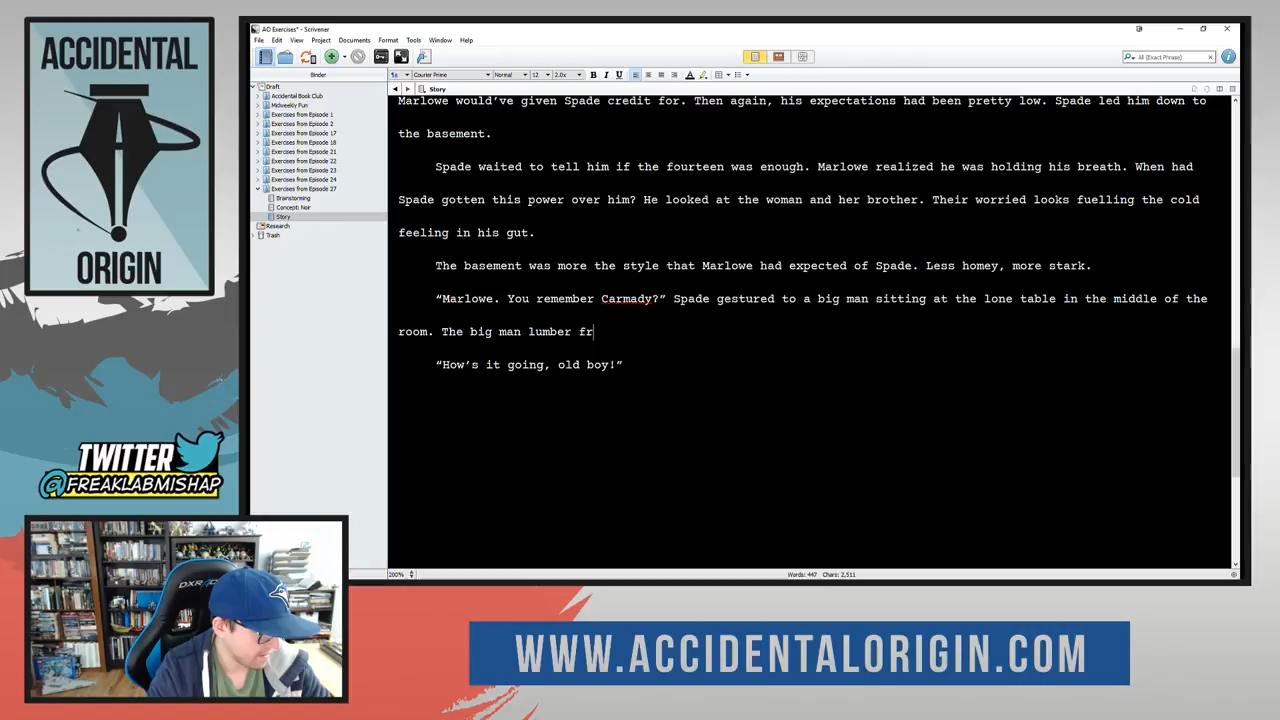 ACCIDENTAL
ORIGIN
TWITTER
@FREAKLABMISHAP
DXR
AO Exercises* - Scrivener
File Edit View Project Documents Format Tools Window Help
All (Exact Phrase)
Binder
Courier Prime Normal 12 2.0x B I U
Story
Draft
Accidental Book Club
Midweekly Fun
Exercises from Episode 1
Exercises from Episode 2
Exercises from Episode 17
Exercises from Episode 18
Exercises from Episode 21
Exercises from Episode 22
Exercises from Episode 23
Exercises from Episode 24
Exercises from Episode 27
Brainstorming
Concept: Noir
Story
Research
Trash
Marlowe would’ve given Spade credit for. Then again, his expectations had been pretty low. Spade led him down to
the basement.
Spade waited to tell him if the fourteen was enough. Marlowe realized he was holding his breath. When had
Spade gotten this power over him? He looked at the woman and her brother. Their worried looks fuelling the cold
feeling in his gut.
The basement was more the style that Marlowe had expected of Spade. Less homey, more stark.
“Marlowe. You remember Carmady?” Spade gestured to a big man sitting at the lone table in the middle of the
room. The big man lumber fr
“How’s it going, old boy!”
200%
Words: 447 Chars: 2,511
WWW.ACCIDENTALORIGIN.COM